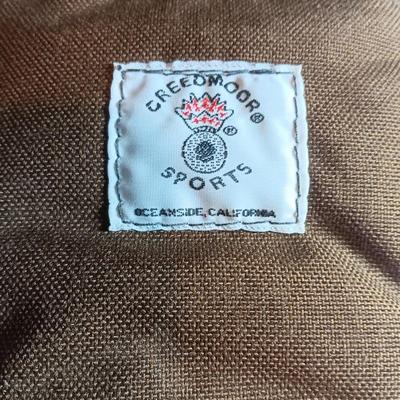 CREEDMOOR®
®
SPORTS
OCEANSIDE, CALIFORNIA